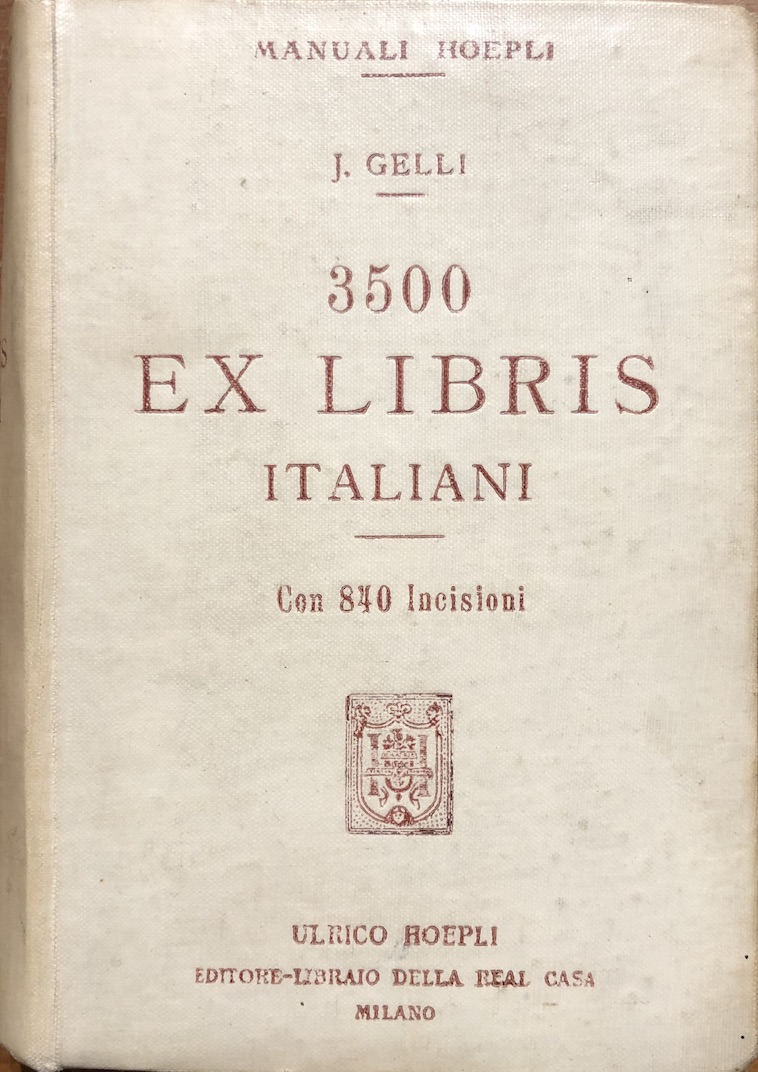 MANUALI HOEPLI
J. GELLI
3500
EX LIBRIS
ITALIANI
Con 840 Incisioni
ULRICO HOEPLI
EDITORE-LIBRAIO DELLA REAL CASA
MILANO